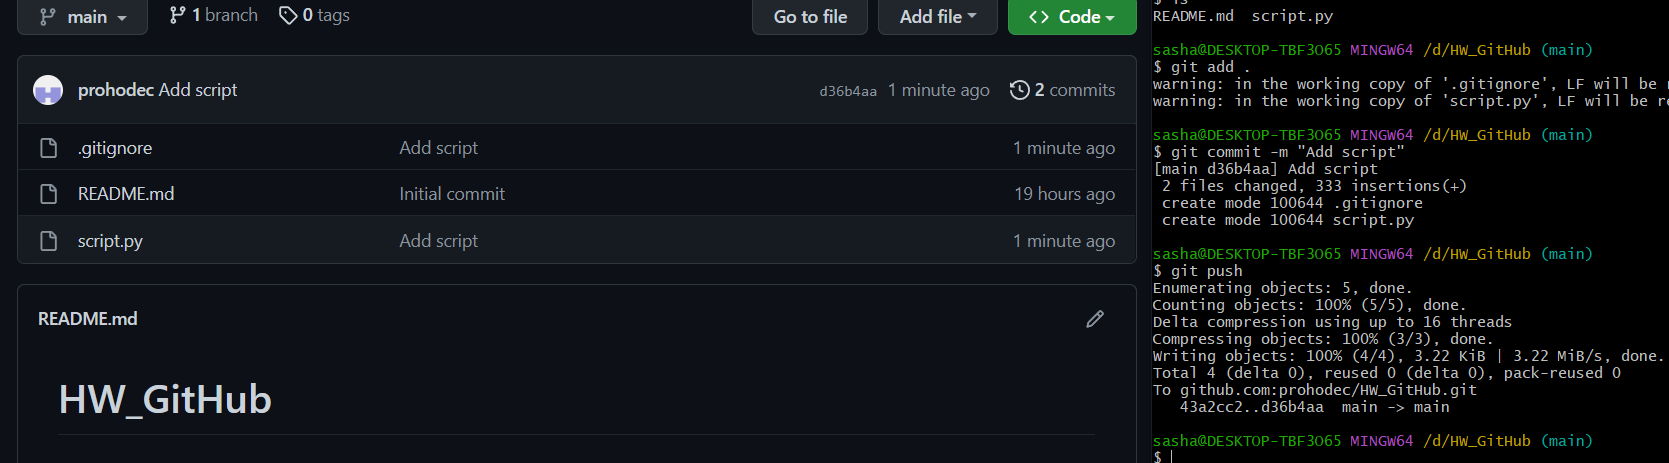 main
1 branch
0 tags
Go to file
Add file
Code
prohodec Add script
d36b4aa 1 minute ago
2 commits
.gitignore Add script 1 minute ago
README.md Initial commit 19 hours ago
script.py Add script 1 minute ago
README.md
HW_GitHub
$ ls
README.md  script.py
sasha@DESKTOP-TBF3O65 MINGW64 /d/HW_GitHub (main)
$ git add .
warning: in the working copy of '.gitignore', LF will be
warning: in the working copy of 'script.py', LF will be
sasha@DESKTOP-TBF3O65 MINGW64 /d/HW_GitHub (main)
$ git commit -m "Add script"
[main d36b4aa] Add script
2 files changed, 333 insertions(+)
create mode 100644 .gitignore
create mode 100644 script.py
sasha@DESKTOP-TBF3O65 MINGW64 /d/HW_GitHub (main)
$ git push
Enumerating objects: 5, done.
Counting objects: 100% (5/5), done.
Delta compression using up to 16 threads
Compressing objects: 100% (3/3), done.
Writing objects: 100% (4/4), 3.22 KiB | 3.22 MiB/s, done.
Total 4 (delta 0), reused 0 (delta 0), pack-reused 0
To github.com:prohodec/HW_GitHub.git
43a2cc2..d36b4aa  main -> main
sasha@DESKTOP-TBF3O65 MINGW64 /d/HW_GitHub (main)
$